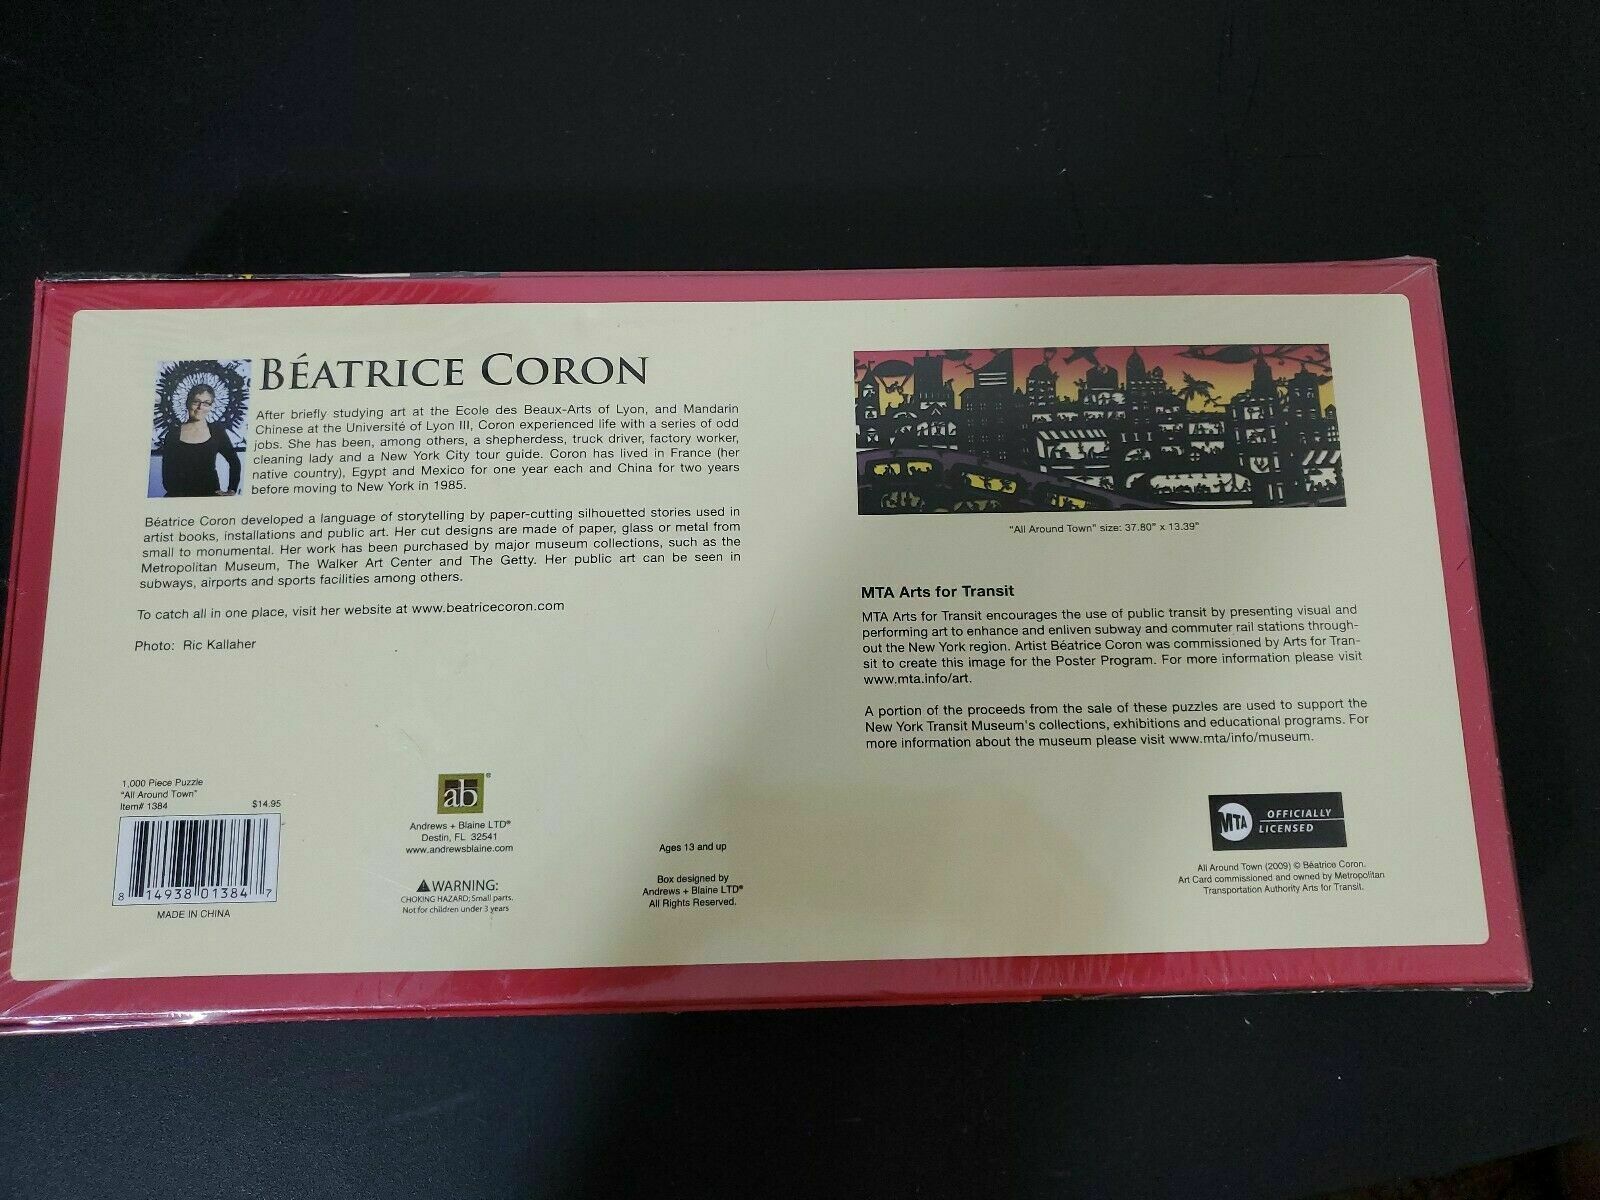 BÉATRICE CORON
After briefly studying art at the Ecole des Beaux-Arts of Lyon, and Mandarin
Chinese at the Université of Lyon III, Coron experienced life with a series of odd
jobs. She has been, among others, a shepherdess, truck driver, factory worker,
cleaning lady and a New York City tour guide. Coron has lived in France (her
native country), Egypt and Mexico for one year each and China for two years
before moving to New York in 1985.
Béatrice Coron developed a language of storytelling by paper-cutting silhouetted stories used in
artist books, installations and public art. Her cut designs are made of paper, glass or metal from
small to monumental. Her work has been purchased by major museum collections, such as the
Metropolitan Museum, The Walker Art Center and The Getty. Her public art can be seen in
subways, airports and sports facilities among others.
To catch all in one place, visit her website at www.beatricecoron.com
Photo: Ric Kallaher
1,000 Piece Puzzle
"All Around Town"
Item# 1384 $14.95
8 14938 01384 7
MADE IN CHINA
ab®
Andrews + Blaine LTD®
Destin, FL 32541
www.andrewsblaine.com
WARNING:
CHOKING HAZARD; Small parts.
Not for children under 3 years
Ages 13 and up
Box designed by
Andrews + Blaine LTD®
All Rights Reserved.
"All Around Town" size: 37.80" x 13.39"
MTA Arts for Transit
MTA Arts for Transit encourages the use of public transit by presenting visual and
performing art to enhance and enliven subway and commuter rail stations through-
out the New York region. Artist Béatrice Coron was commissioned by Arts for Tran-
sit to create this image for the Poster Program. For more information please visit
www.mta.info/art.
A portion of the proceeds from the sale of these puzzles are used to support the
New York Transit Museum's collections, exhibitions and educational programs. For
more information about the museum please visit www.mta/info/museum.
MTA OFFICIALLY
LICENSED
All Around Town (2009) © Béatrice Coron.
Art Card commissioned and owned by Metropolitan
Transportation Authority Arts for Transit.